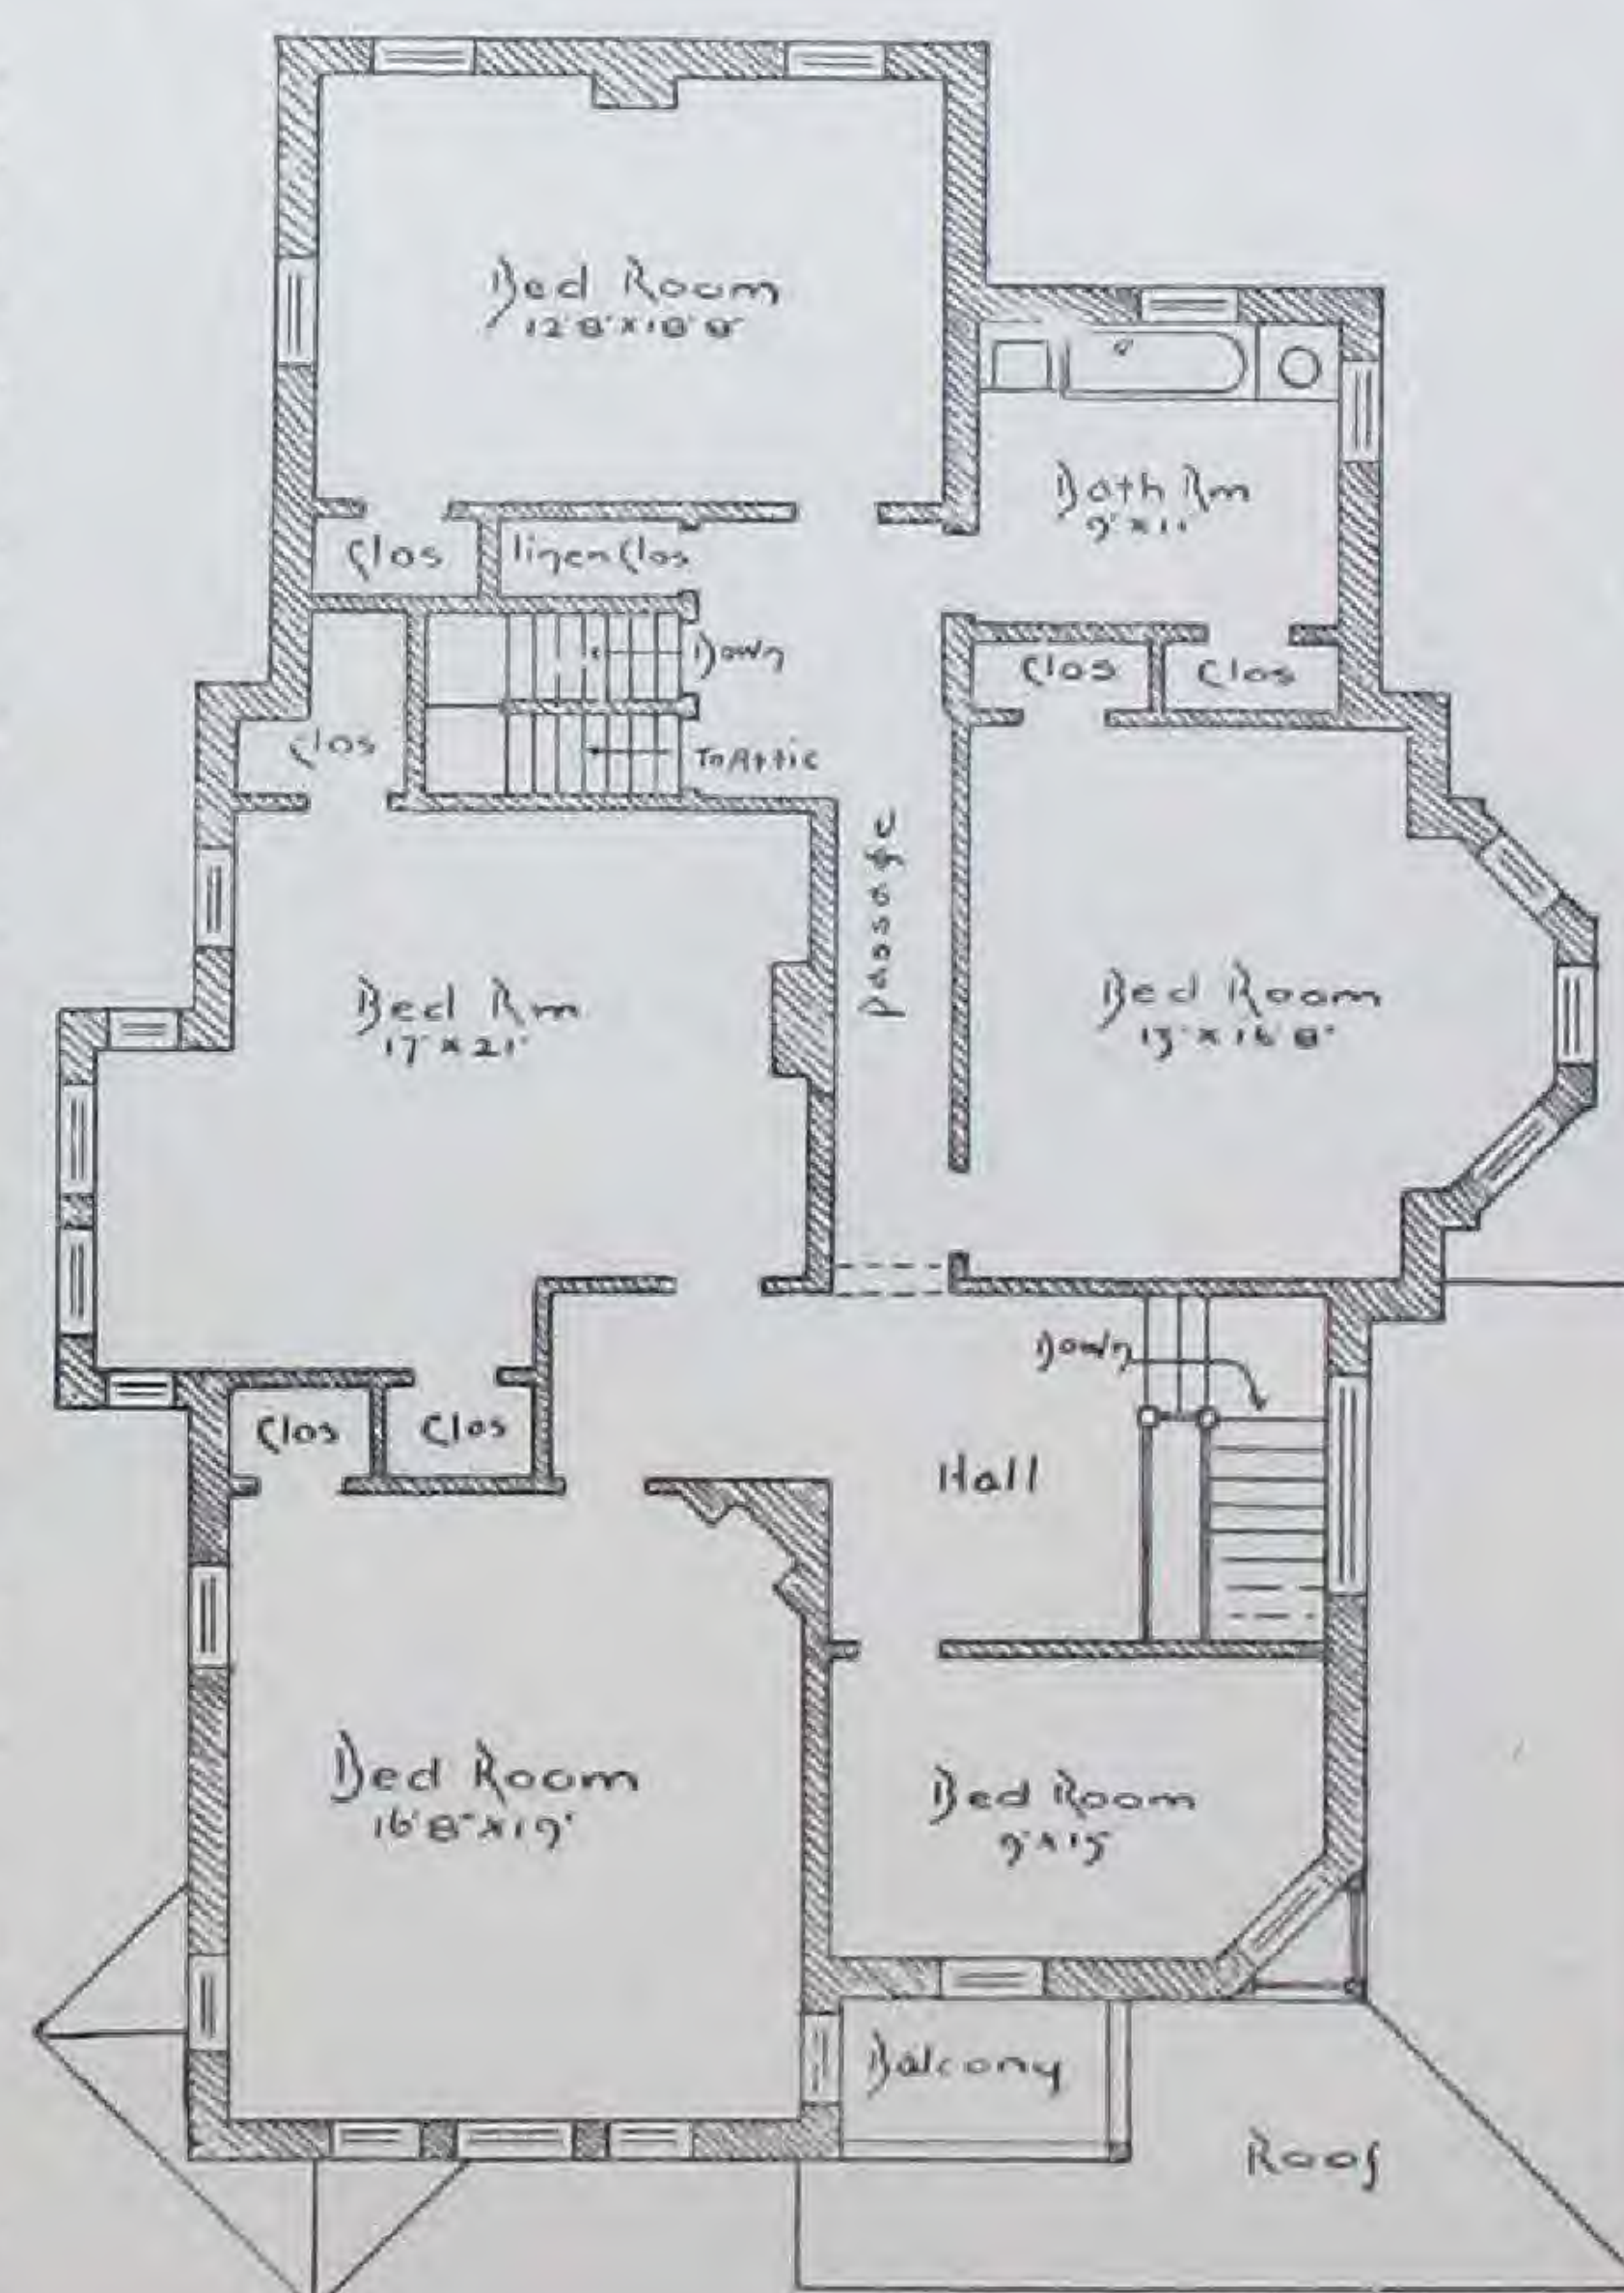 Bed Room
12'8"x18'8"
Bath Rm
9'x11'
Clos
linen Clos
Down
Clos
Clos
Clos
To Attic
passage
Bed Rm
17'x21'
Bed Room
13'x16'8"
Down
Clos
Clos
Hall
Bed Room
16'8"x19'
Bed Room
9'x15'
Balcony
Roof